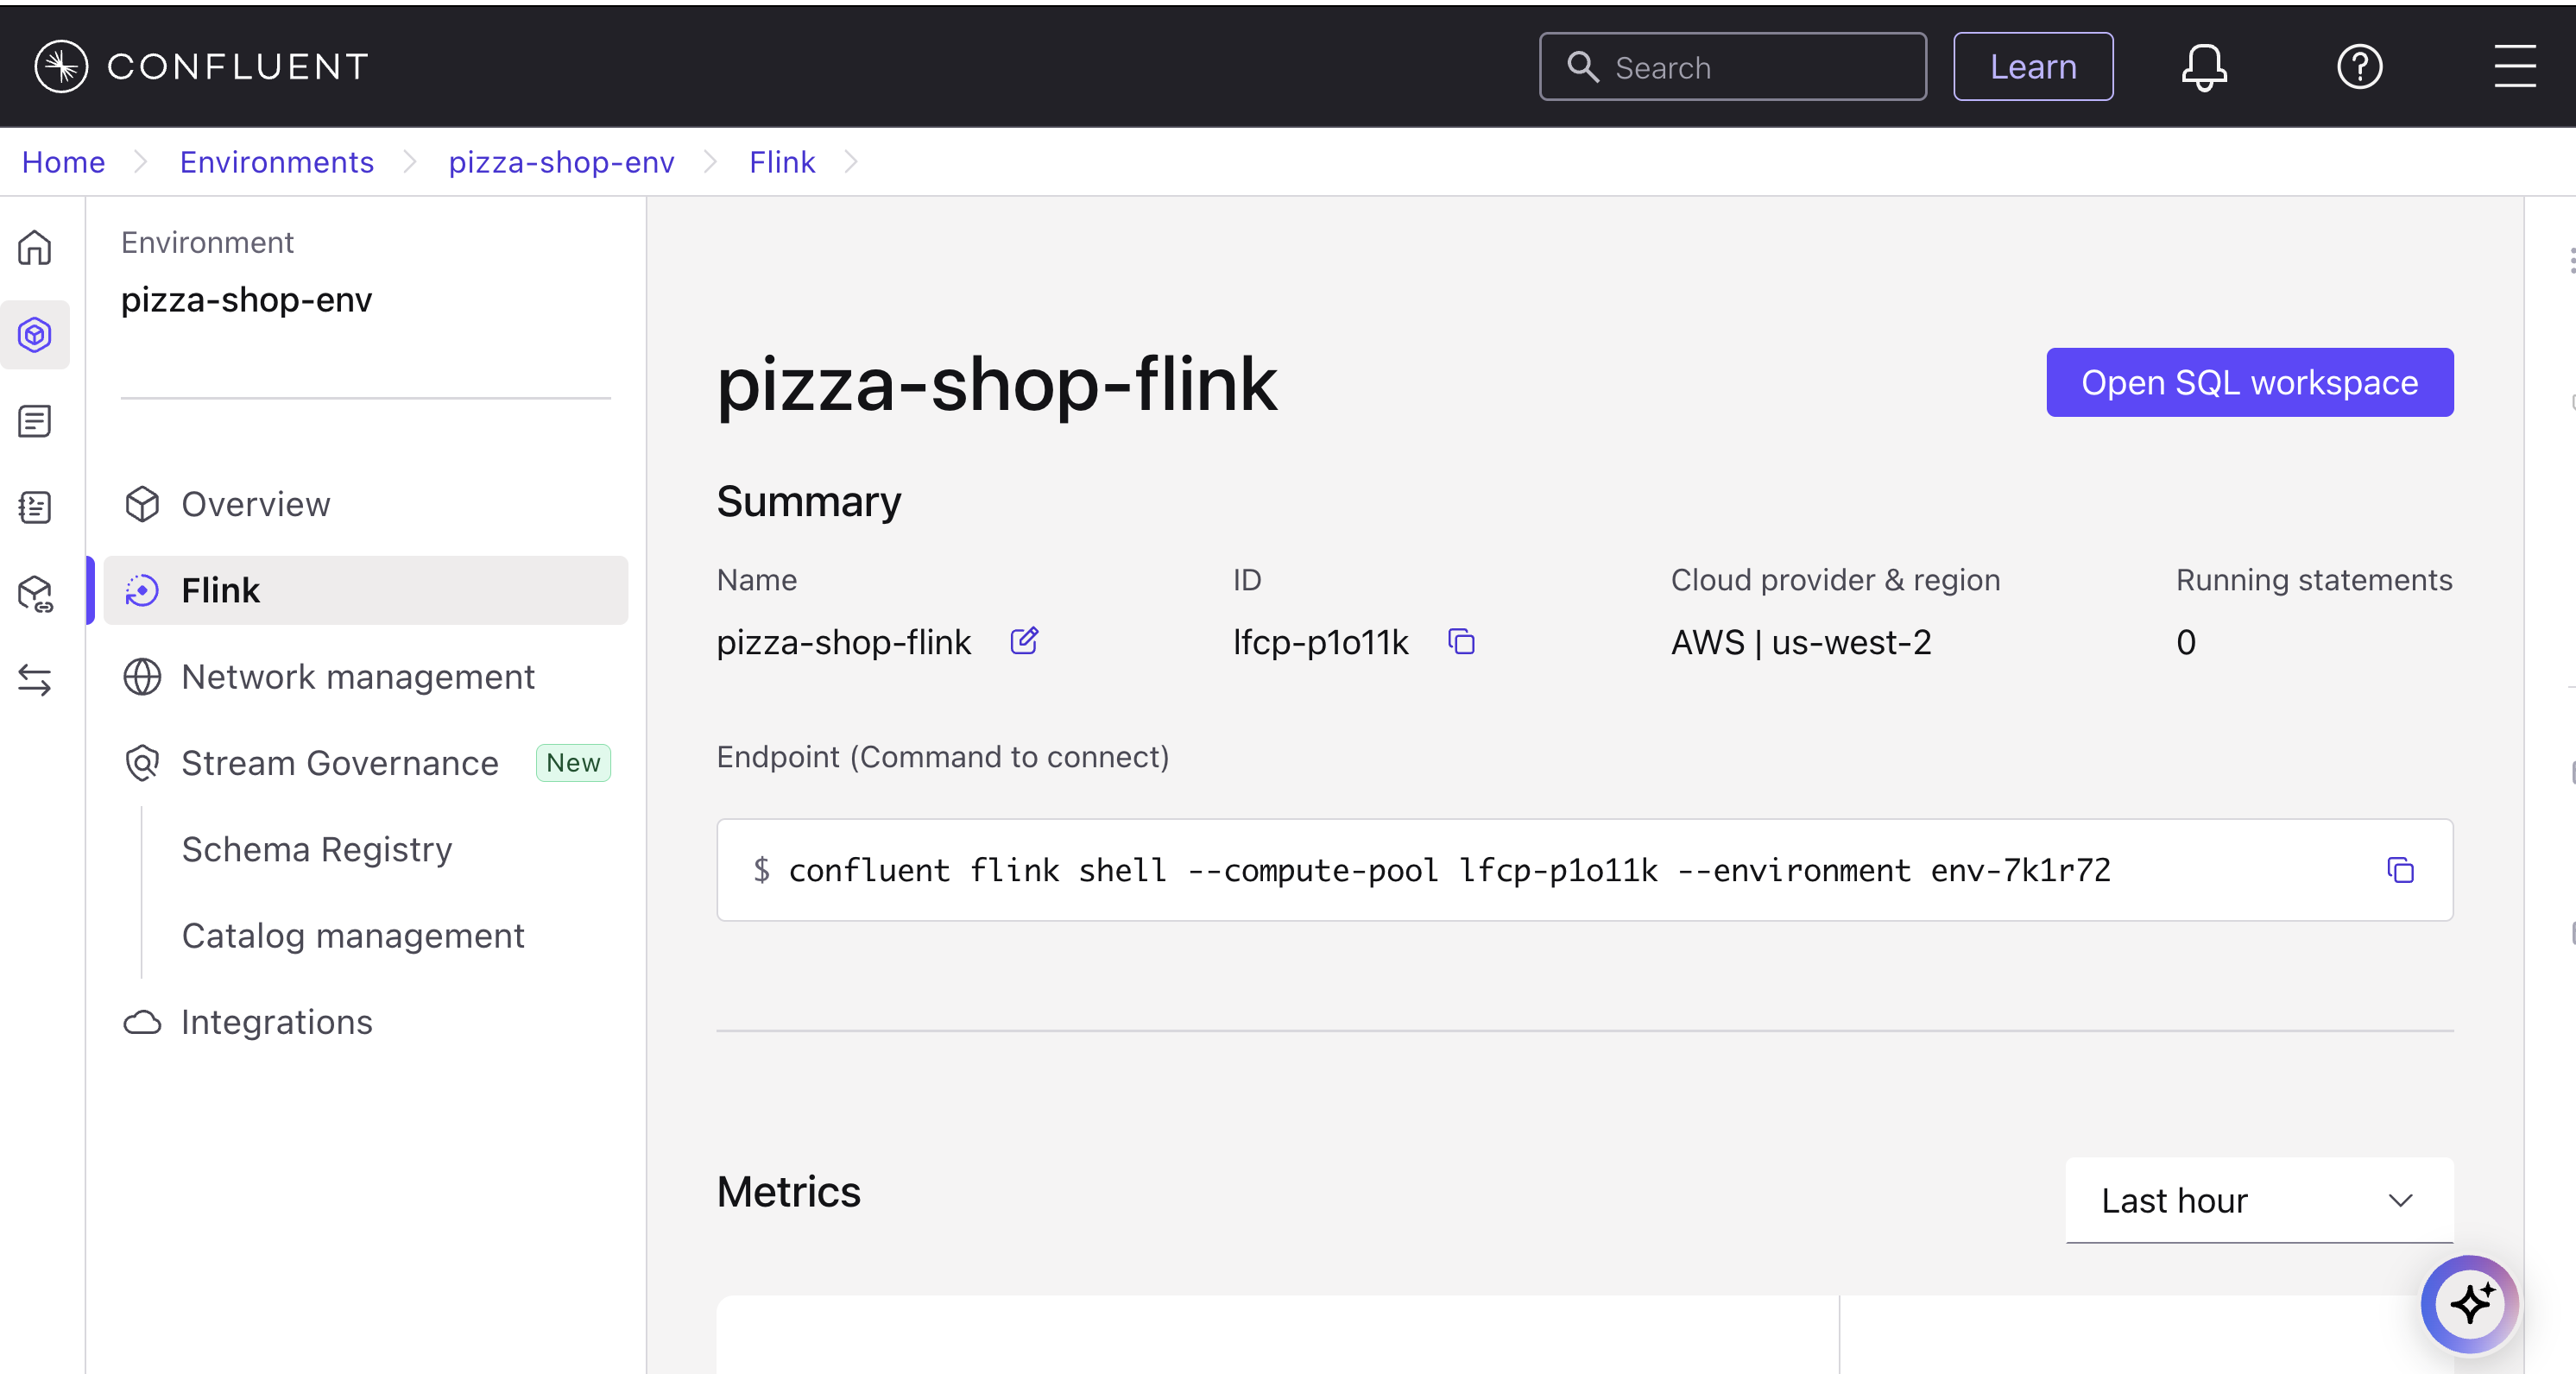 CONFLUENT
Search
Learn
Home
Environments
pizza-shop-env
Flink
Environment
pizza-shop-env
Overview
Flink
Network management
Stream Governance New
Schema Registry
Catalog management
Integrations
pizza-shop-flink
Open SQL workspace
Summary
Name ID Cloud provider & region Running statements
pizza-shop-flink lfcp-p1o11k AWS | us-west-2 0
Endpoint (Command to connect)
$ confluent flink shell --compute-pool lfcp-p1o11k --environment env-7k1r72
Metrics
Last hour